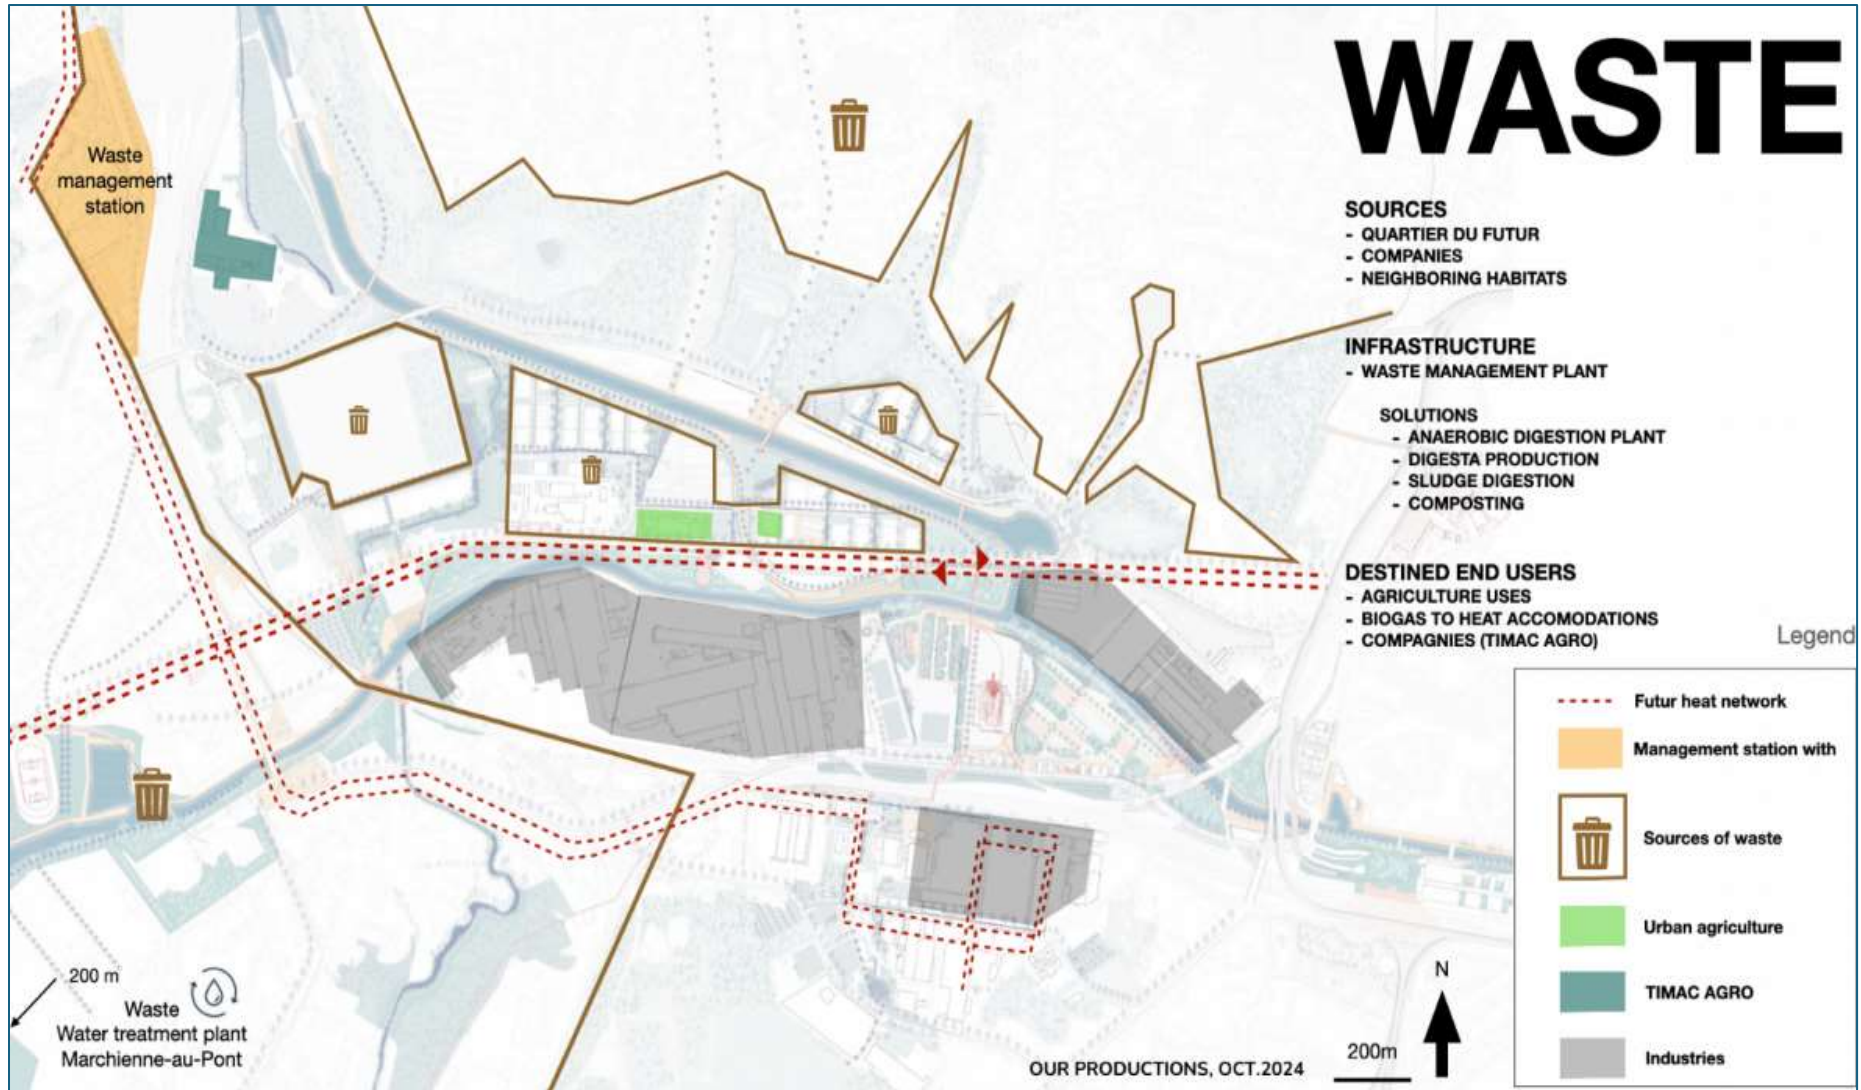 WASTE
Waste
management
station
SOURCES
- QUARTIER DU FUTUR
- COMPANIES
- NEIGHBORING HABITATS
INFRASTRUCTURE
- WASTE MANAGEMENT PLANT
SOLUTIONS
- ANAEROBIC DIGESTION PLANT
- DIGESTA PRODUCTION
- SLUDGE DIGESTION
- COMPOSTING
DESTINED END USERS
- AGRICULTURE USES
- BIOGAS TO HEAT ACCOMODATIONS
- COMPAGNIES (TIMAC AGRO)
Legend
Futur heat network
Management station with
Sources of waste
Urban agriculture
TIMAC AGRO
Industries
200 m
Waste
Water treatment plant
Marchienne-au-Pont
N
200m
OUR PRODUCTIONS, OCT.2024